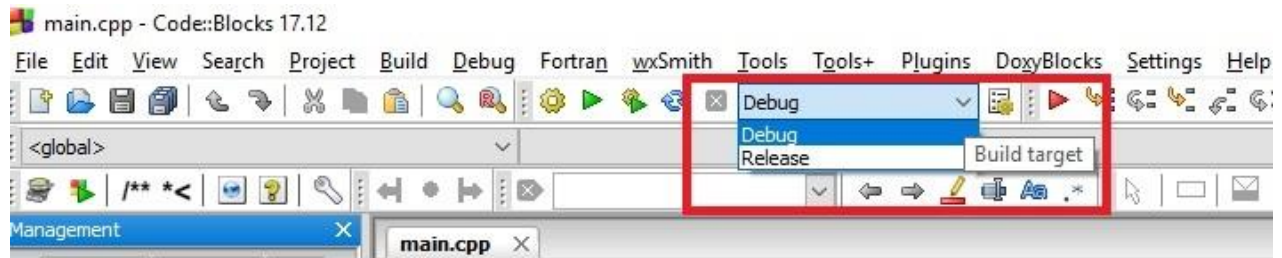 main.cpp - Code::Blocks 17.12
File Edit View Search Project Build Debug Fortran wxSmith Tools Tools+ Plugins DoxyBlocks Settings Help
Debug
<global>
Debug
Release
Build target
/** *<
Aa .*
Management
main.cpp